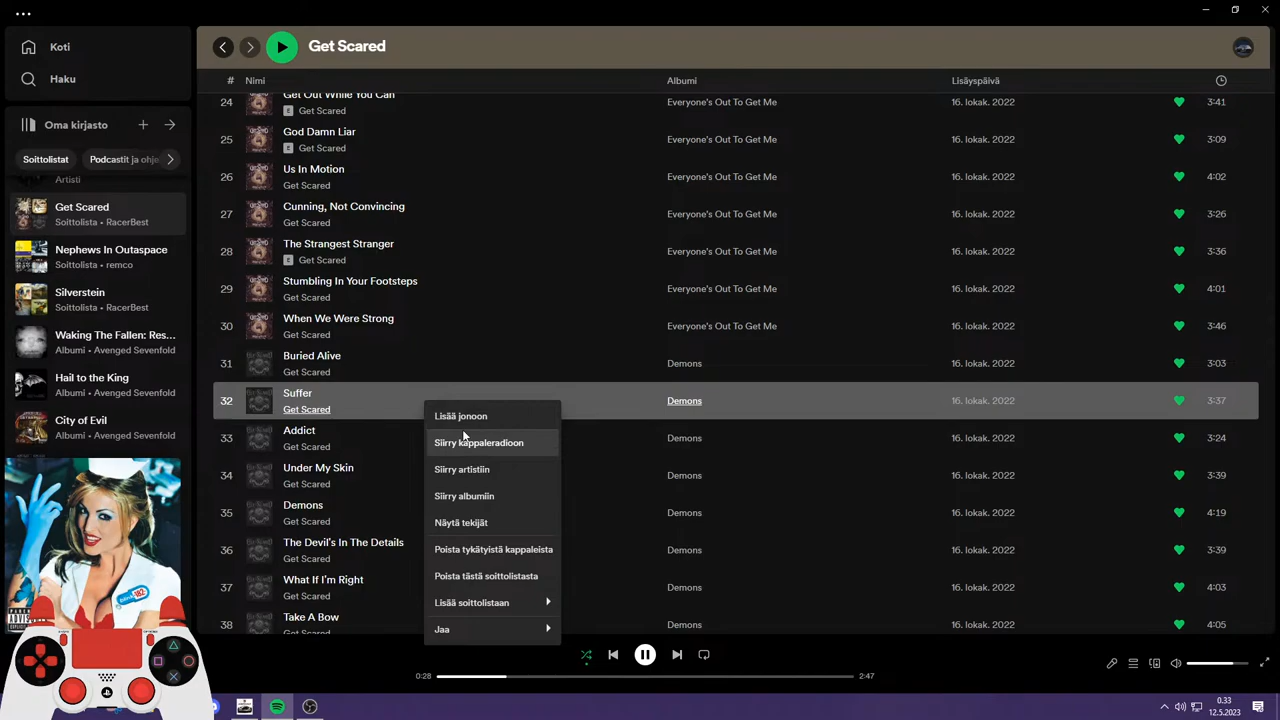 Koti
Haku
Oma kirjasto
Soittolistat
Podcastit ja ohje
Artisti
Get Scared
Soittolista • RacerBest
Nephews In Outaspace
Soittolista • remco
Silverstein
Soittolista • RacerBest
Waking The Fallen: Res...
Albumi • Avenged Sevenfold
Hail to the King
Albumi • Avenged Sevenfold
City of Evil
Albumi • Avenged Sevenfold
Get Scared
# Nimi Albumi Lisäyspäivä
24 Get Out While You Can Everyone's Out To Get Me 16. lokak. 2022 3:41
E Get Scared
25 God Damn Liar Everyone's Out To Get Me 16. lokak. 2022 3:09
E Get Scared
26 Us In Motion Everyone's Out To Get Me 16. lokak. 2022 4:02
Get Scared
27 Cunning, Not Convincing Everyone's Out To Get Me 16. lokak. 2022 3:26
Get Scared
28 The Strangest Stranger Everyone's Out To Get Me 16. lokak. 2022 3:36
E Get Scared
29 Stumbling In Your Footsteps Everyone's Out To Get Me 16. lokak. 2022 4:01
Get Scared
30 When We Were Strong Everyone's Out To Get Me 16. lokak. 2022 3:46
Get Scared
31 Buried Alive Demons 16. lokak. 2022 3:03
Get Scared
32 Suffer Demons 16. lokak. 2022 3:37
Get Scared
33 Addict Demons 16. lokak. 2022 3:24
Get Scared
34 Under My Skin Demons 16. lokak. 2022 3:46
Get Scared
35 Demons Demons 16. lokak. 2022 4:19
Get Scared
36 The Devil's In The Details Demons 16. lokak. 2022 3:39
Get Scared
37 What If I'm Right Demons 16. lokak. 2022 4:03
Get Scared
38 Take A Bow Demons 16. lokak. 2022 4:05
Get Scared
Lisää jonoon
Siirry kappaleradioon
Siirry artistiin
Siirry albumiin
Näytä tekijät
Poista tykätyistä kappaleista
Poista tästä soittolistasta
Lisää soittolistaan
Jaa
0:28
2:47
0.33
12.5.2023